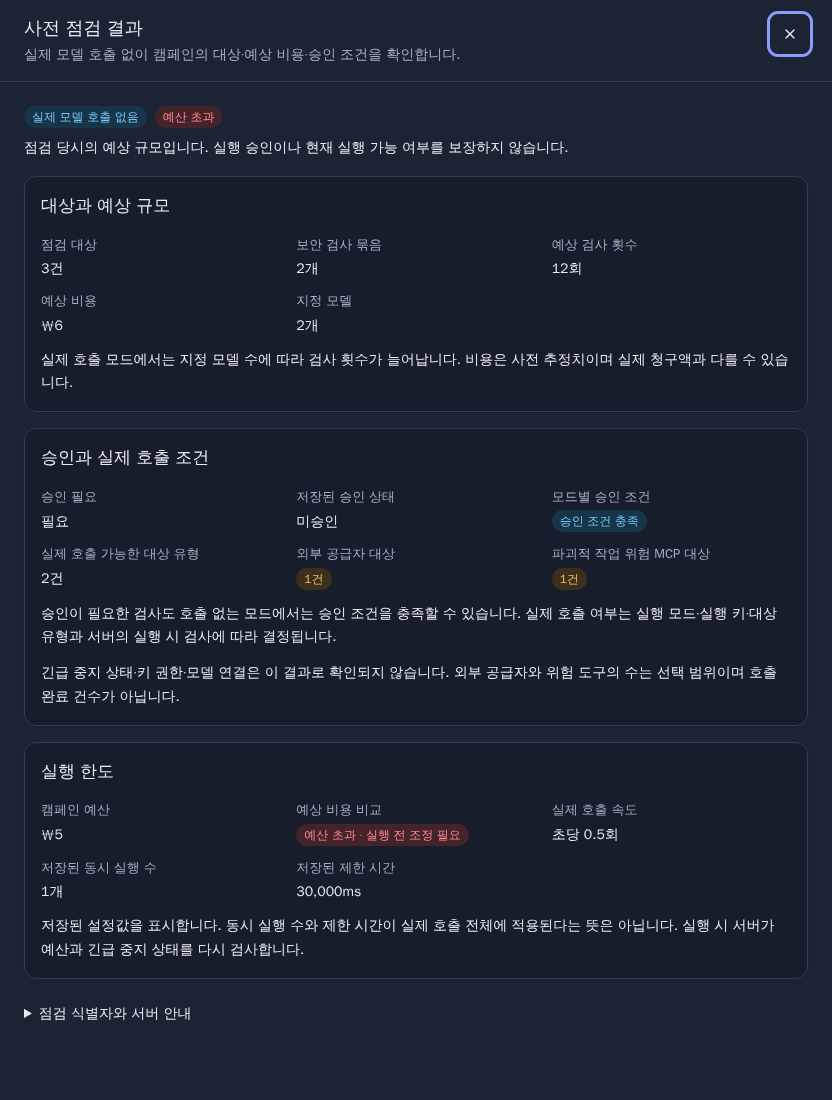 사전 점검 결과
실제 모델 호출 없이 캠페인의 대상·예상 비용·승인 조건을 확인합니다.
×
실제 모델 호출 없음 예산 초과
점검 당시의 예상 규모입니다. 실행 승인이나 현재 실행 가능 여부를 보장하지 않습니다.
대상과 예상 규모
점검 대상 보안 검사 묶음 예상 검사 횟수
3건 2개 12회
예상 비용 지정 모델
₩6 2개
실제 호출 모드에서는 지정 모델 수에 따라 검사 횟수가 늘어납니다. 비용은 사전 추정치이며 실제 청구액과 다를 수 있습
니다.
승인과 실제 호출 조건
승인 필요 저장된 승인 상태 모드별 승인 조건
필요 미승인 승인 조건 충족
실제 호출 가능한 대상 유형 외부 공급자 대상 파괴적 작업 위험 MCP 대상
2건 1건 1건
승인이 필요한 검사도 호출 없는 모드에서는 승인 조건을 충족할 수 있습니다. 실제 호출 여부는 실행 모드·실행 키·대상
유형과 서버의 실행 시 검사에 따라 결정됩니다.
긴급 중지 상태·키 권한·모델 연결은 이 결과로 확인되지 않습니다. 외부 공급자와 위험 도구의 수는 선택 범위이며 호출
완료 건수가 아닙니다.
실행 한도
캠페인 예산 예상 비용 비교 실제 호출 속도
₩5 예산 초과 · 실행 전 조정 필요 초당 0.5회
저장된 동시 실행 수 저장된 제한 시간
1개 30,000ms
저장된 설정값을 표시합니다. 동시 실행 수와 제한 시간이 실제 호출 전체에 적용된다는 뜻은 아닙니다. 실행 시 서버가
예산과 긴급 중지 상태를 다시 검사합니다.
▶ 점검 식별자와 서버 안내